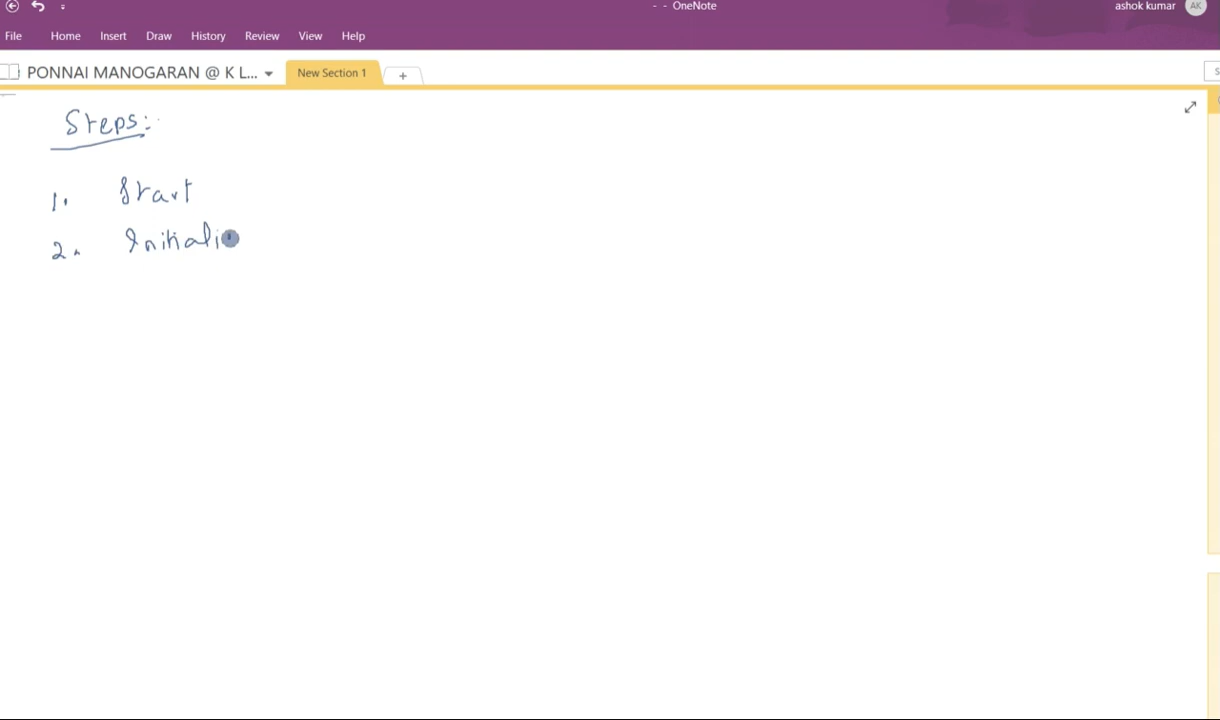 - - OneNote
ashok kumar AK
File Home Insert Draw History Review View Help
PONNAI MANOGARAN @ K L... New Section 1 +
Steps:-
1. Start
2. Initiali